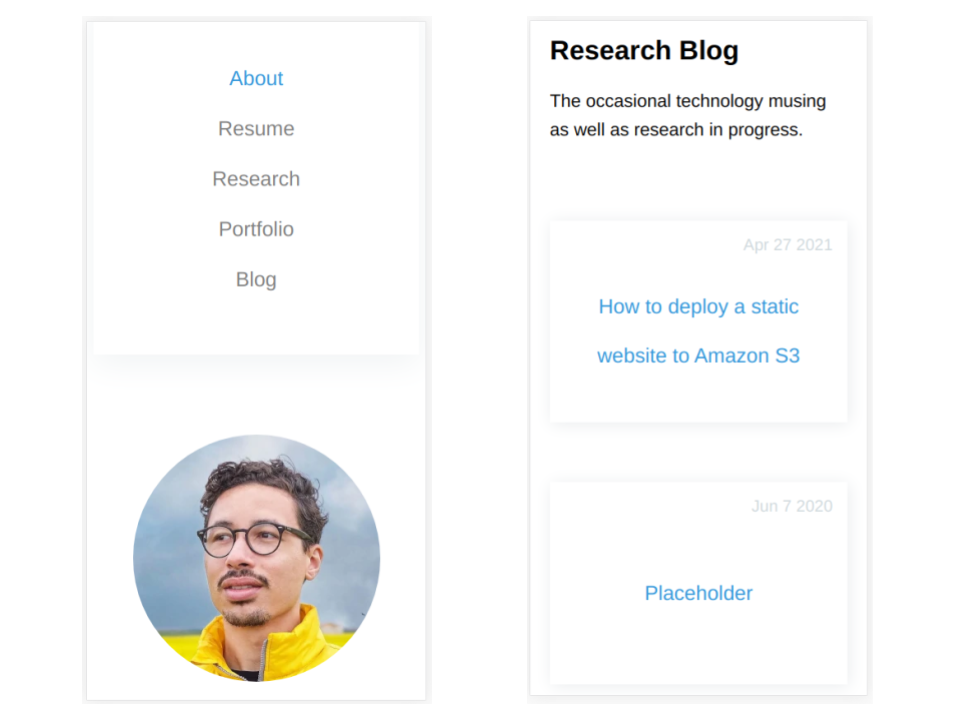 About
Resume
Research
Portfolio
Blog
Research Blog
The occasional technology musing
as well as research in progress.
Apr 27 2021
How to deploy a static
website to Amazon S3
Jun 7 2020
Placeholder